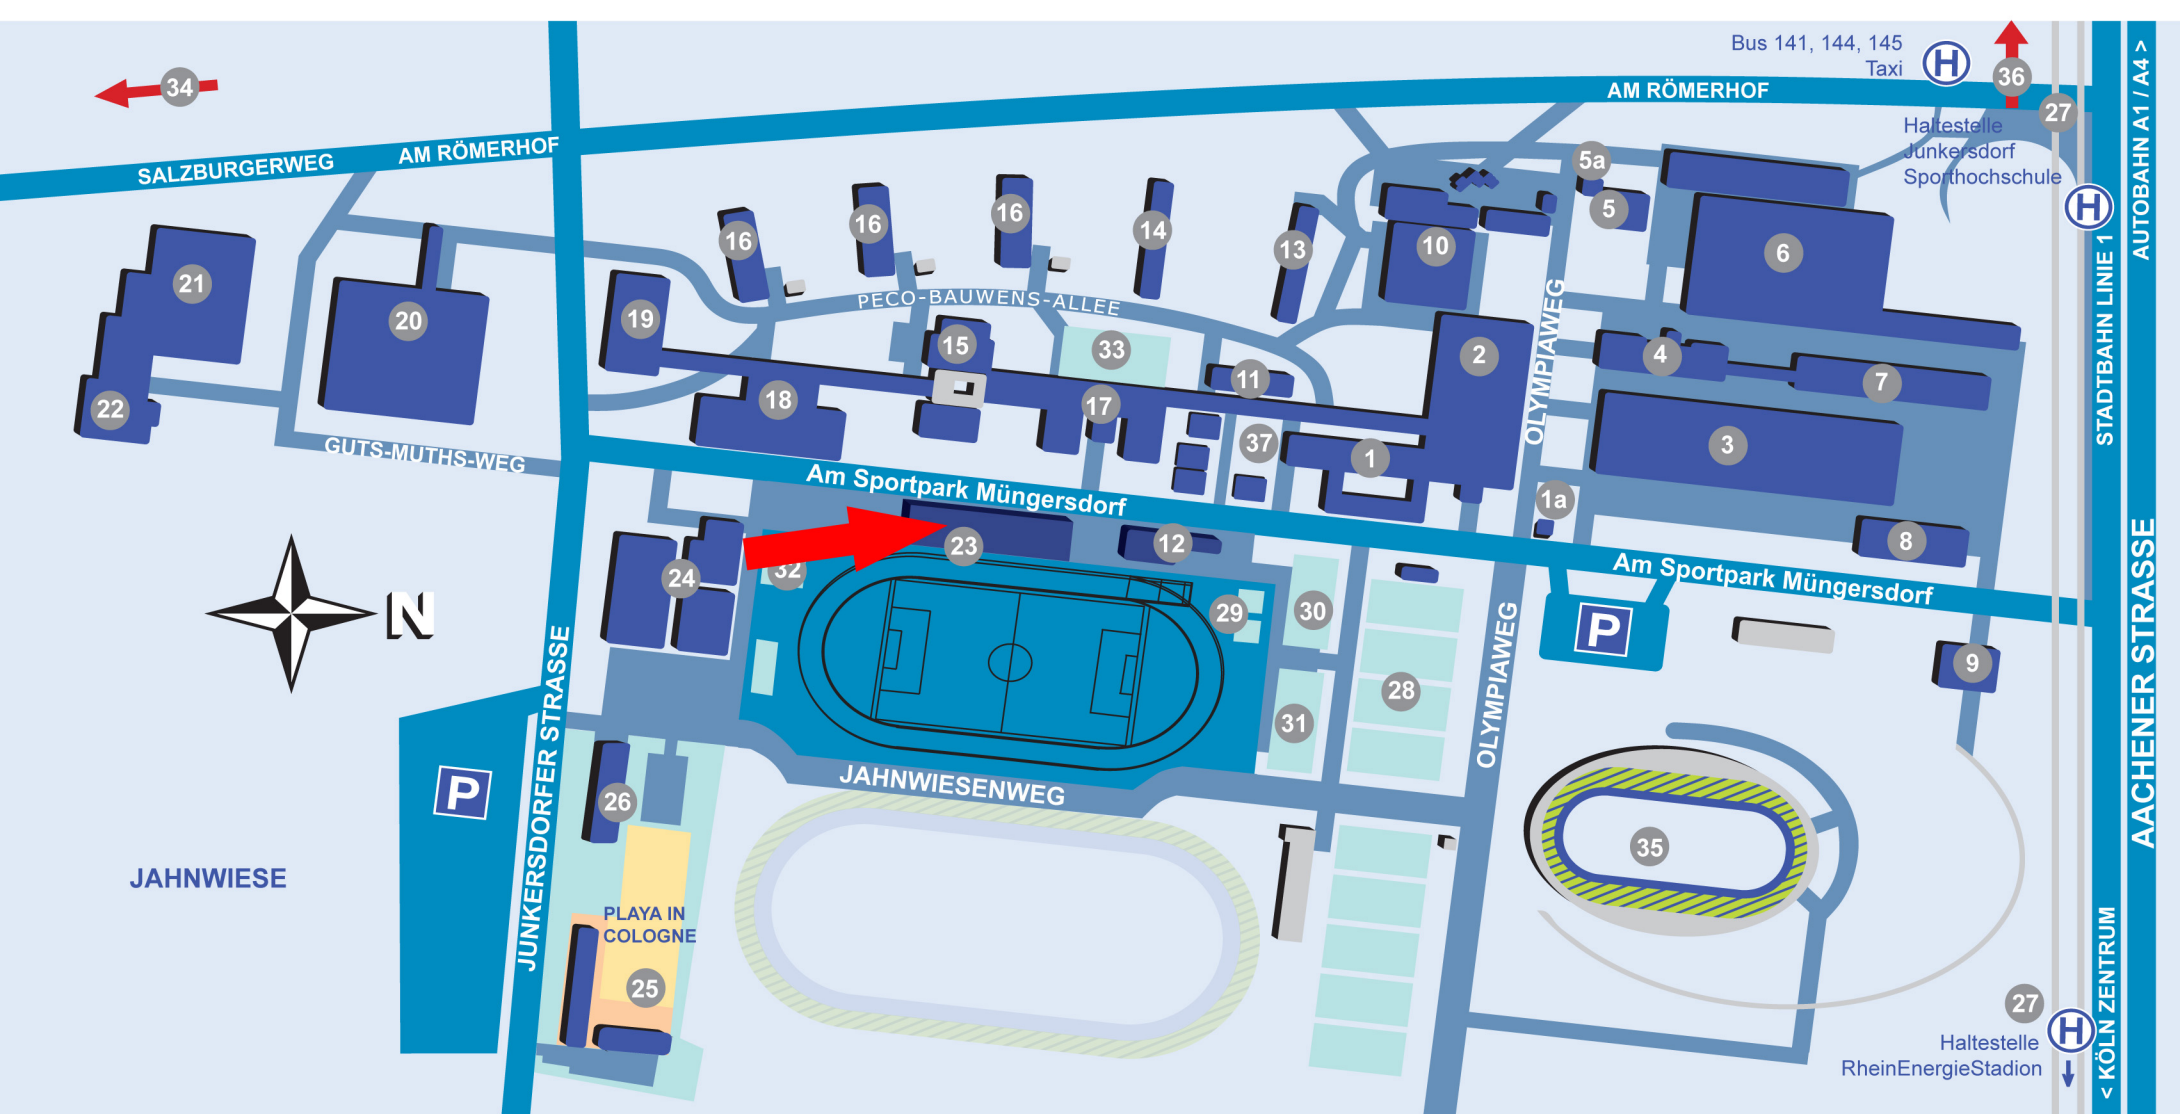 Bus 141, 144, 145
Taxi
H
36
34
AM RÖMERHOF
27
Haltestelle
Junkersdorf
Sporthochschule
H
AUTOBAHN A1 / A4 >
STADTBAHN LINIE 1
SALZBURGERWEG
AM RÖMERHOF
5a
5
16
16
16
14
13
10
6
21
20
19
PECO-BAUWENS-ALLEE
15
33
2
OLYMPIAWEG
4
7
11
22
18
17
37
1
3
GUTS-MUTHS-WEG
Am Sportpark Müngersdorf
1a
23
12
8
Am Sportpark Müngersdorf
AACHENER STRASSE
24
32
29
30
N
P
9
28
31
OLYMPIAWEG
JUNKERSDORFER STRASSE
JAHNWIESENWEG
P
26
35
JAHNWIESE
PLAYA IN
COLOGNE
25
27
< KÖLN ZENTRUM
H
Haltestelle
RheinEnergieStadion